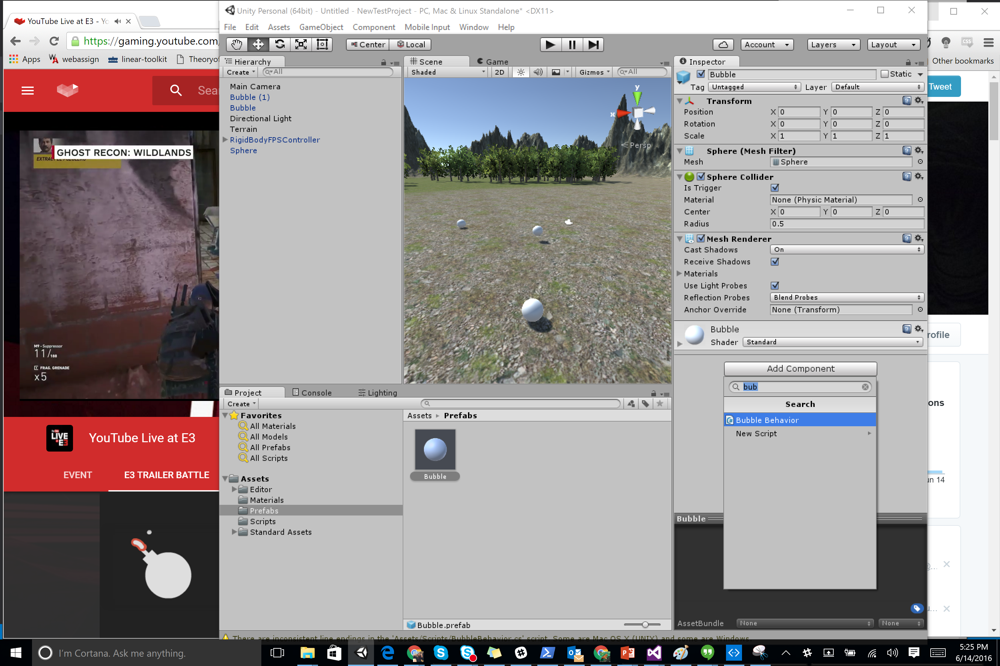 YouTube Live at E3 - Yo
https://gaming.youtube.com/
Apps
webassign
linear-toolkit
Theoryof
Sear
EXTRACT EL POZOLERO
GHOST RECON: WILDLANDS
M9 - Suppressor
11/188
FRAG. GRENADE
x5
LIVE E3
YouTube Live at E3
EVENT
E3 TRAILER BATTLE
Unity Personal (64bit) - Untitled - NewTestProject - PC, Mac & Linux Standalone* <DX11>
File Edit Assets GameObject Component Mobile Input Window Help
Center Local
Account Layers Layout
Hierarchy
Create All
Main Camera
Bubble (1)
Bubble
Directional Light
Terrain
RigidBodyFPSController
Sphere
Scene Game
Shaded 2D Gizmos All
y
x
Persp
Project Console Lighting
Create
Favorites
All Materials
All Models
All Prefabs
All Scripts
Assets
Editor
Materials
Prefabs
Scripts
Standard Assets
Assets ▸ Prefabs
Bubble
Bubble.prefab
Inspector
Bubble Static
Tag Untagged Layer Default
Transform
Position X 0 Y 0 Z 0
Rotation X 0 Y 0 Z 0
Scale X 1 Y 1 Z 1
Sphere (Mesh Filter)
Mesh Sphere
Sphere Collider
Is Trigger
Material None (Physic Material)
Center X 0 Y 0 Z 0
Radius 0.5
Mesh Renderer
Cast Shadows On
Receive Shadows
Materials
Use Light Probes
Reflection Probes Blend Probes
Anchor Override None (Transform)
Bubble
Shader Standard
Add Component
bub
Search
Bubble Behavior
New Script
Bubble
AssetBundle None None
There are inconsistent line endings in the 'Assets/Scripts/BubbleBehavior.cs' script. Some are Mac OS X (UNIX) and some are Windows.
CSS
Other bookmarks
Tweet
rofile
ons
un 14
@...
u...
I'm Cortana. Ask me anything.
5:25 PM
6/14/2016